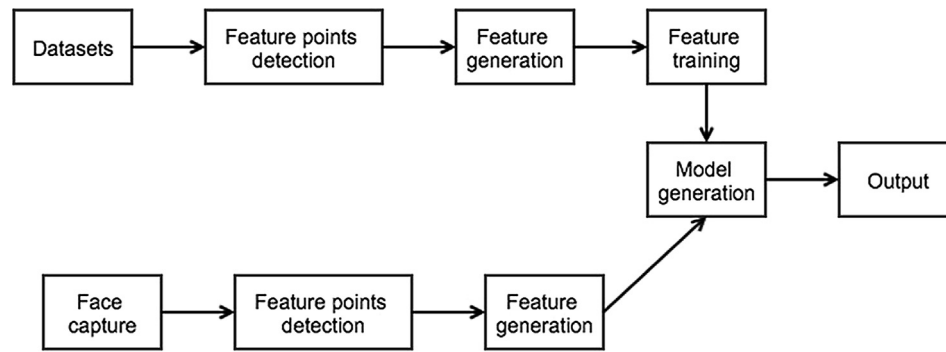 Datasets
Feature points
detection
Feature
generation
Feature
training
Model
generation
Output
Face
capture
Feature points
detection
Feature
generation